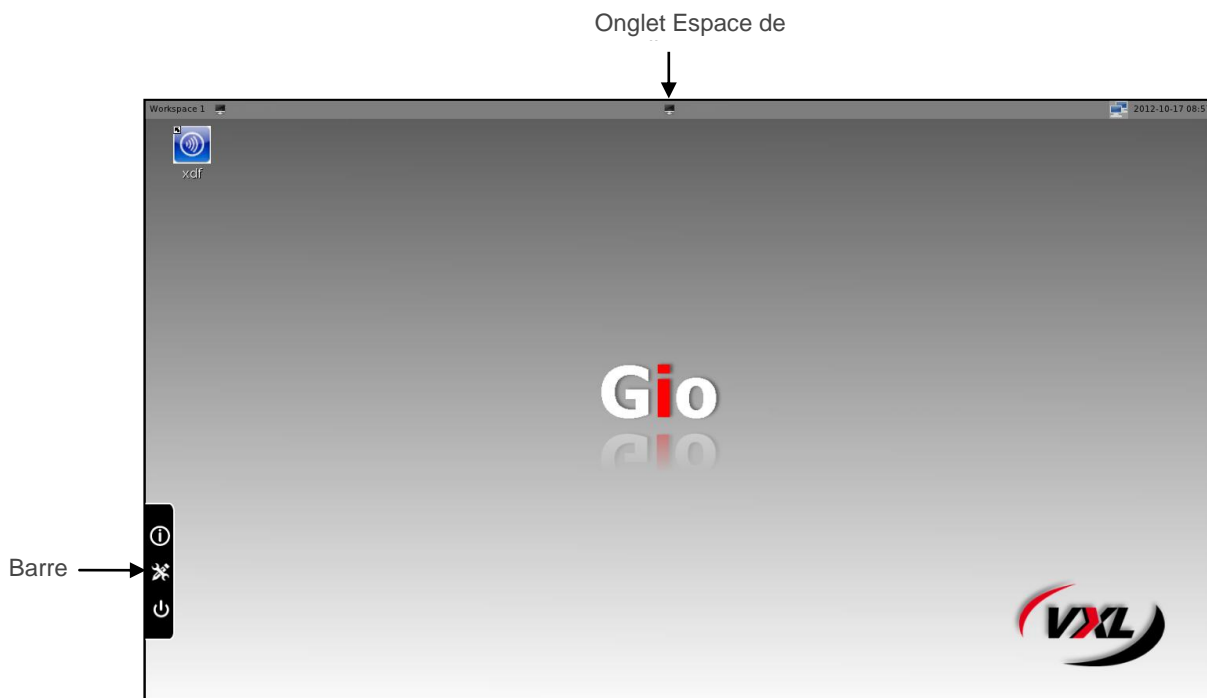 Onglet Espace de
Workspace 1
2012-10-17 08:5
xdf
Gio
Barre
VXL